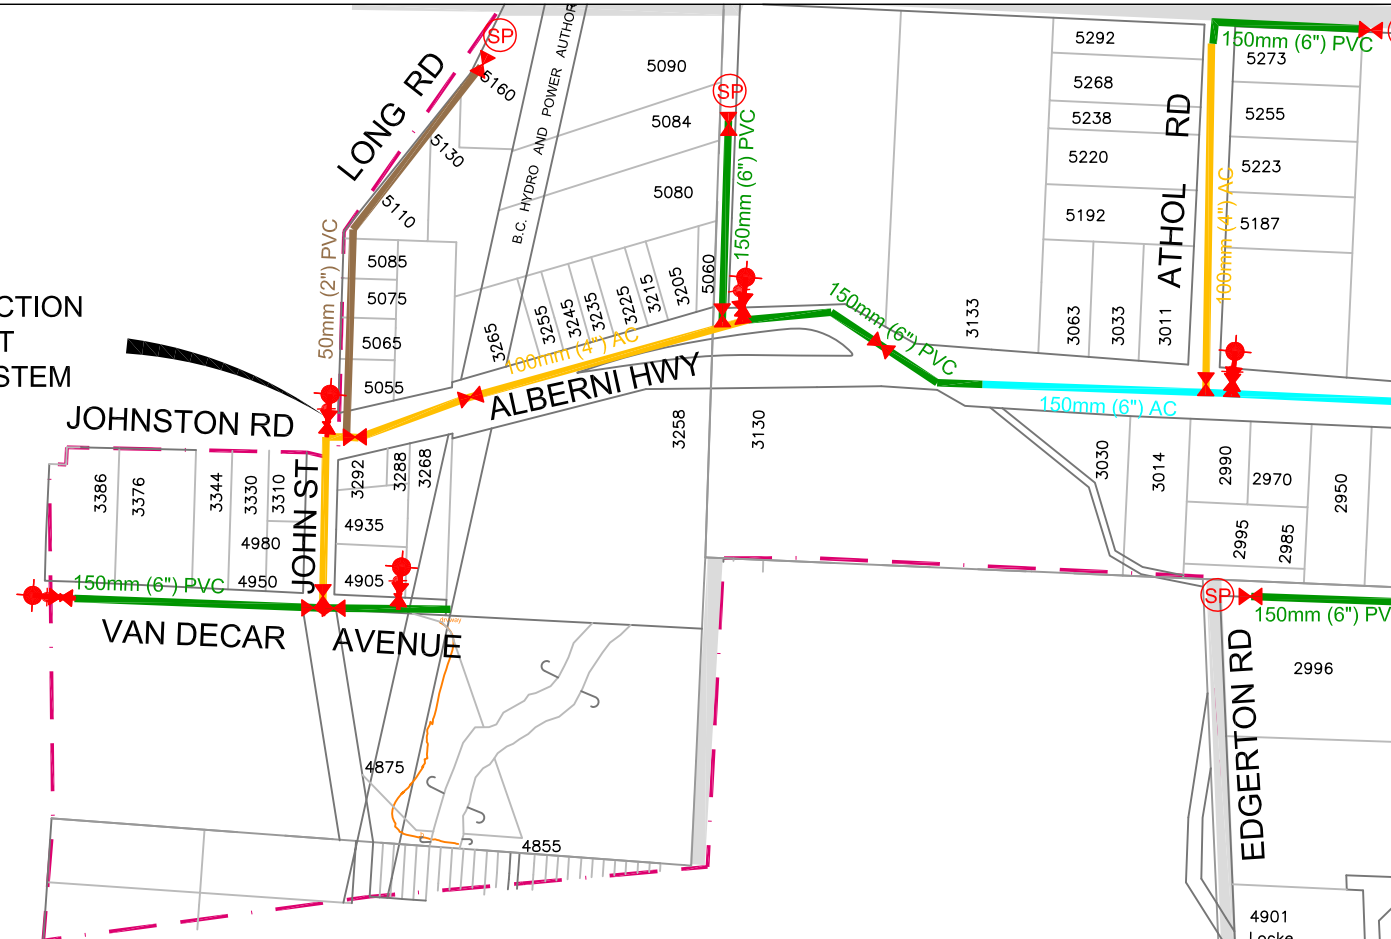 SP
LONG RD
5160
5130
5110
50mm (2") PVC
5085
5075
5065
5055
B.C. HYDRO AND POWER AUTHOR
5090
5084
5080
5060
SP
150mm (6") PVC
3265
3255
3245
3235
3225
3215
3205
100mm (4") AC
ALBERNI HWY
150mm (6") PVC
3133
5292
5268
5238
5220
5192
3063
3033
3011
ATHOL RD
100mm (4") AC
150mm (6") PVC
5273
5255
5223
5187
150mm (6") AC
CTION
T
STEM
JOHNSTON RD
3386
3376
3344
3330
3310
4980
4950
JOHN ST
3292
3288
3268
4935
4905
150mm (6") PVC
VAN DECAR AVENUE
3258
3130
3030
3014
2990
2970
2950
2995
2985
SP
150mm (6") PV
EDGERTON RD
2996
4875
4855
4901
Locke